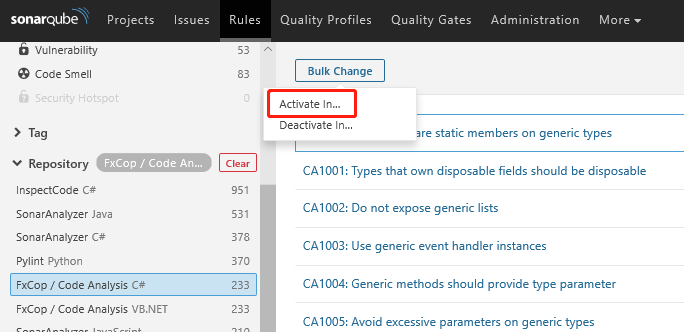 sonarqube Projects Issues Rules Quality Profiles Quality Gates Administration More
Vulnerability 53
Code Smell 83
Security Hotspot 0
Tag
Repository FxCop / Code An... Clear
InspectCode C# 951
SonarAnalyzer Java 531
SonarAnalyzer C# 378
Pylint Python 370
FxCop / Code Analysis C# 233
FxCop / Code Analysis VB.NET 233
SonarAnalyzer JavaScript 210
Bulk Change
Activate In...
Deactivate In...
are static members on generic types
CA1001: Types that own disposable fields should be disposable
CA1002: Do not expose generic lists
CA1003: Use generic event handler instances
CA1004: Generic methods should provide type parameter
CA1005: Avoid excessive parameters on generic types